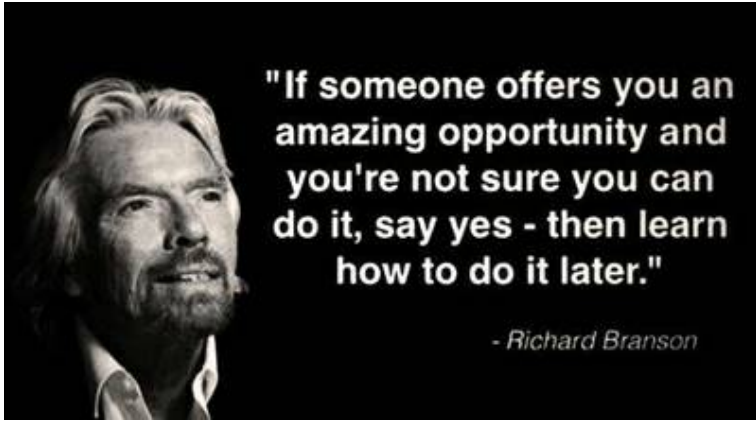 "If someone offers you an
amazing opportunity and
you're not sure you can
do it, say yes - then learn
how to do it later."
- Richard Branson